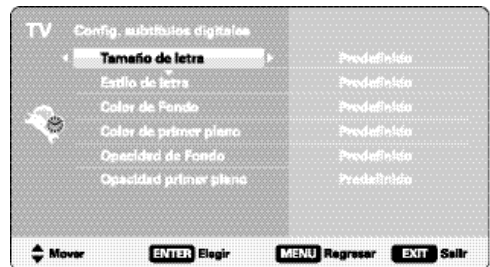 TV Config. subtítulos digitales
Tamaño de letra Predefinido
Estilo de letra Predefinido
Color de Fondo Predefinido
Color de primer plano Predefinido
Opacidad de Fondo Predefinido
Opacidad primer plano Predefinido
Mover ENTER Elegir MENU Regresar EXIT Salir